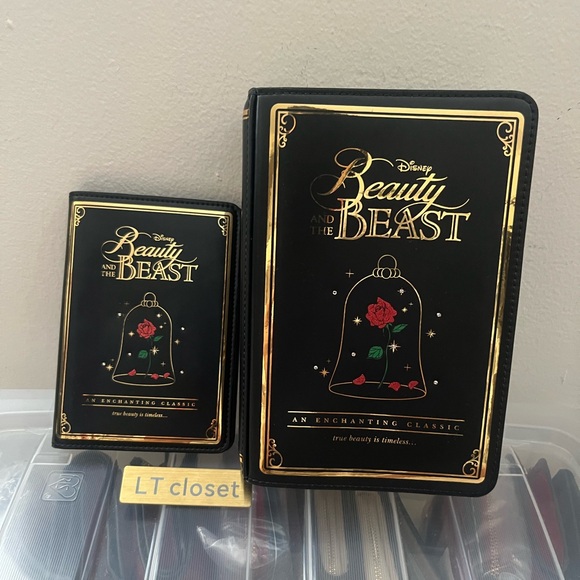 Disney
Beauty
AND
THE
BEAST
AN ENCHANTING CLASSIC
true beauty is timeless...
Disney
Beauty
AND
THE
BEAST
AN ENCHANTING CLASSIC
true beauty is timeless...
LT closet